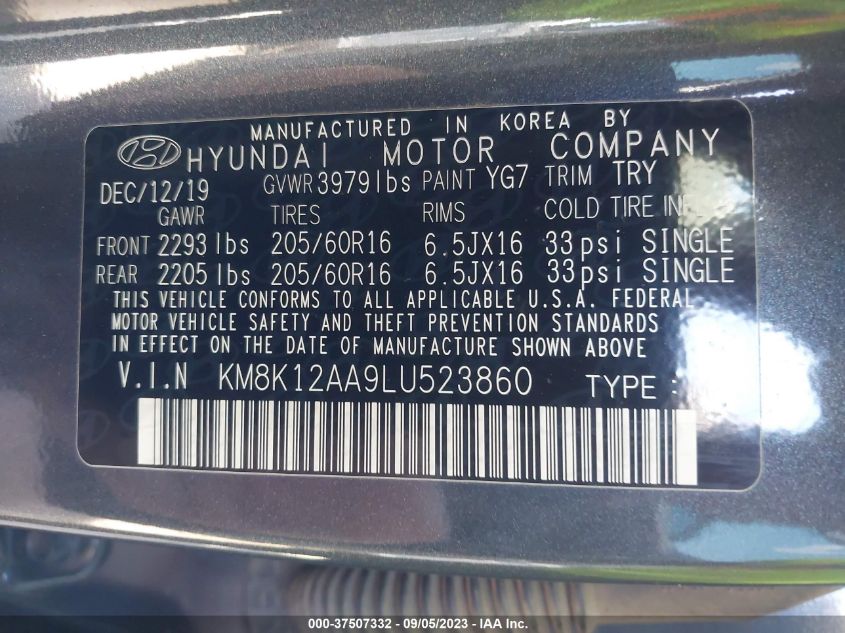 MANUFACTURED IN KOREA BY
HYUNDAI MOTOR COMPANY
DEC/12/19 GVWR 3979lbs PAINT YG7 TRIM TRY
GAWR TIRES RIMS COLD TIRE INF
FRONT 2293 lbs 205/60R16 6.5JX16 33psi SINGLE
REAR 2205 lbs 205/60R16 6.5JX16 33psi SINGLE
THIS VEHICLE CONFORMS TO ALL APPLICABLE U.S.A. FEDERAL
MOTOR VEHICLE SAFETY AND THEFT PREVENTION STANDARDS
IN EFFECT ON THE DATE OF MANUFACTURE SHOWN ABOVE
V.I.N KM8K12AA9LU523860 TYPE :
000-37507332 - 09/05/2023 - IAA Inc.